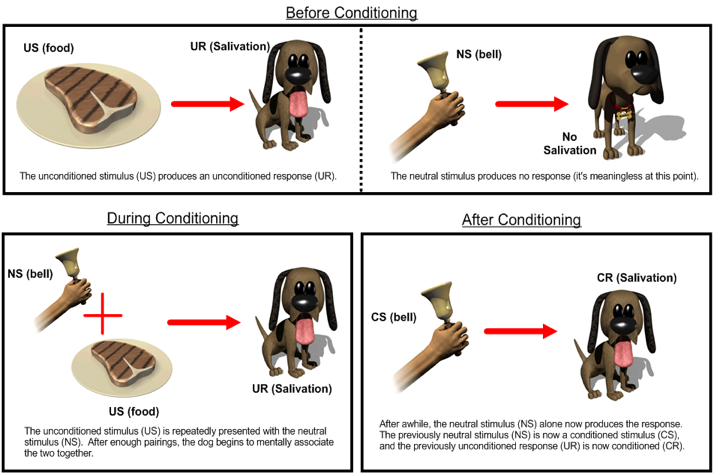 Before Conditioning
US (food)
UR (Salivation)
The unconditioned stimulus (US) produces an unconditioned response (UR).
NS (bell)
No
Salivation
The neutral stimulus produces no response (it's meaningless at this point).
During Conditioning
NS (bell)
US (food)
UR (Salivation)
The unconditioned stimulus (US) is repeatedly presented with the neutral
stimulus (NS). After enough pairings, the dog begins to mentally associate
the two together.
After Conditioning
CS (bell)
CR (Salivation)
After awhile, the neutral stimulus (NS) alone now produces the response.
The previously neutral stimulus (NS) is now a conditioned stimulus (CS),
and the previously unconditioned response (UR) is now conditioned (CR).